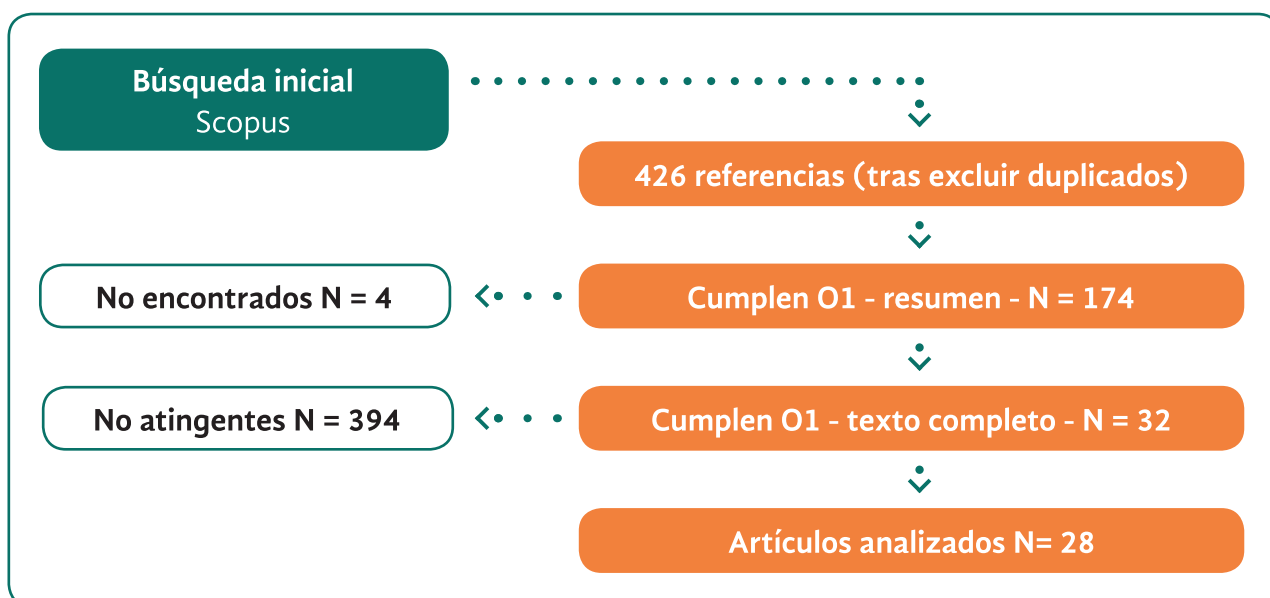 Búsqueda inicial
Scopus
426 referencias (tras excluir duplicados)
No encontrados N = 4
Cumplen O1 - resumen - N = 174
No atingentes N = 394
Cumplen O1 - texto completo - N = 32
Artículos analizados N= 28